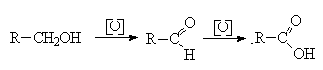 R–CH₂OH [O] R–C O H [O] .R–C O OH